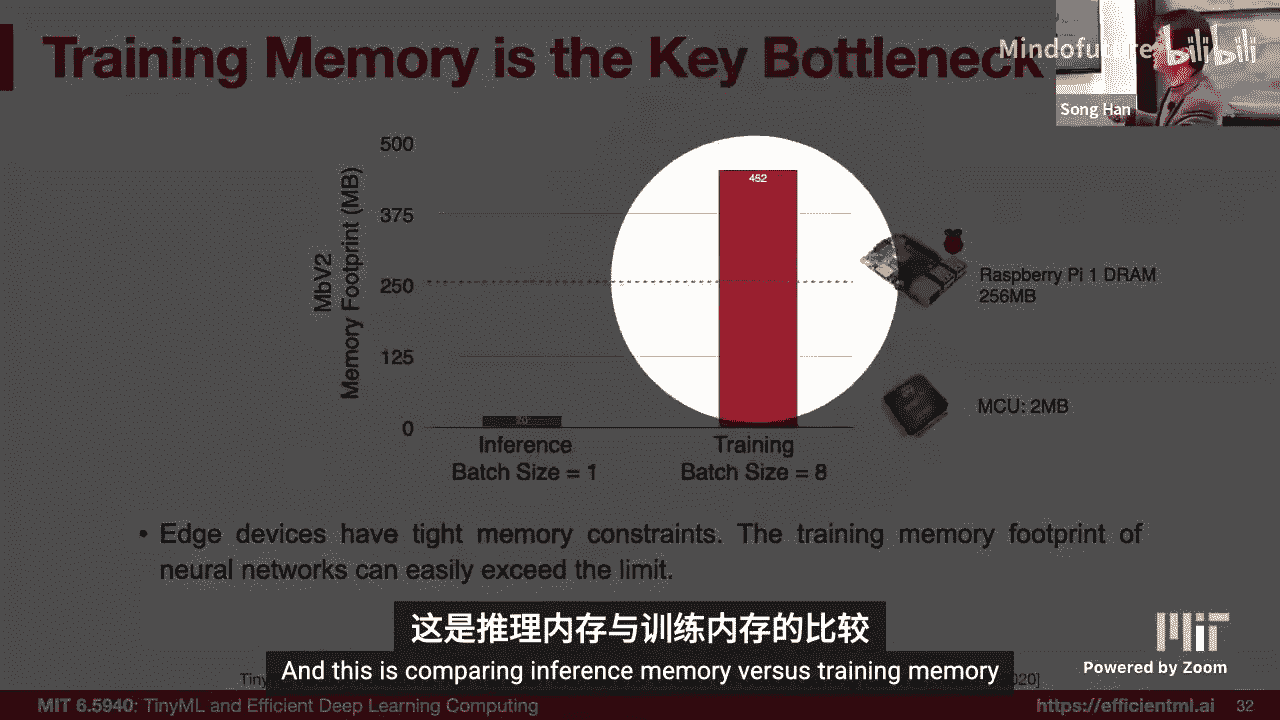 Training Memory is the Key Bottleneck
Mindofuture
bilibili
Song Han
500
375
250
125
0
MbV2
Memory Footprint (MB)
452
20
Raspberry Pi 1 DRAM
256MB
MCU: 2MB
Inference
Batch Size = 1
Training
Batch Size = 8
• Edge devices have tight memory constraints. The training memory footprint of
neural networks can easily exceed the limit.
这是推理内存与训练内存的比较
And this is comparing inference memory versus training memory
2020]
MIT
Powered by Zoom
MIT 6.5940: TinyML and Efficient Deep Learning Computing
https://efficientml.ai
32